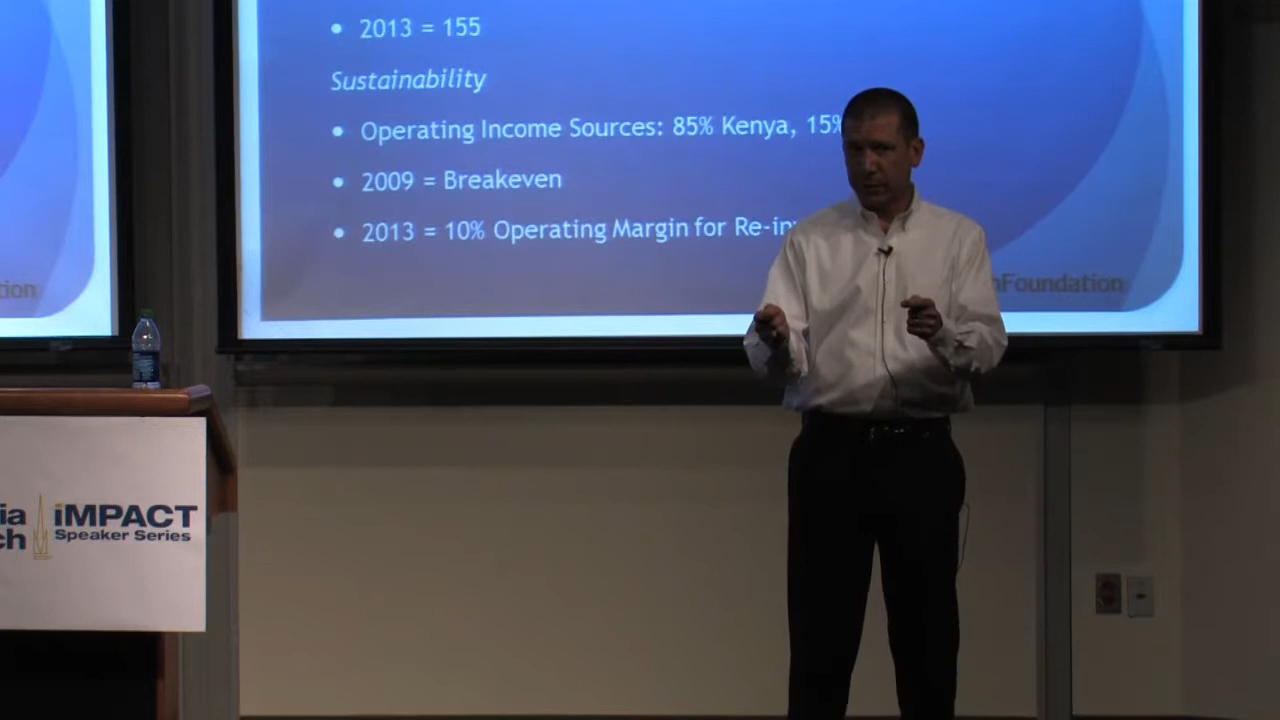 • 2013 = 155
Sustainability
• Operating Income Sources: 85% Kenya, 15%
• 2009 = Breakeven
• 2013 = 10% Operating Margin for Re-in
nFoundation
tion
ia
ch
iMPACT
Speaker Series